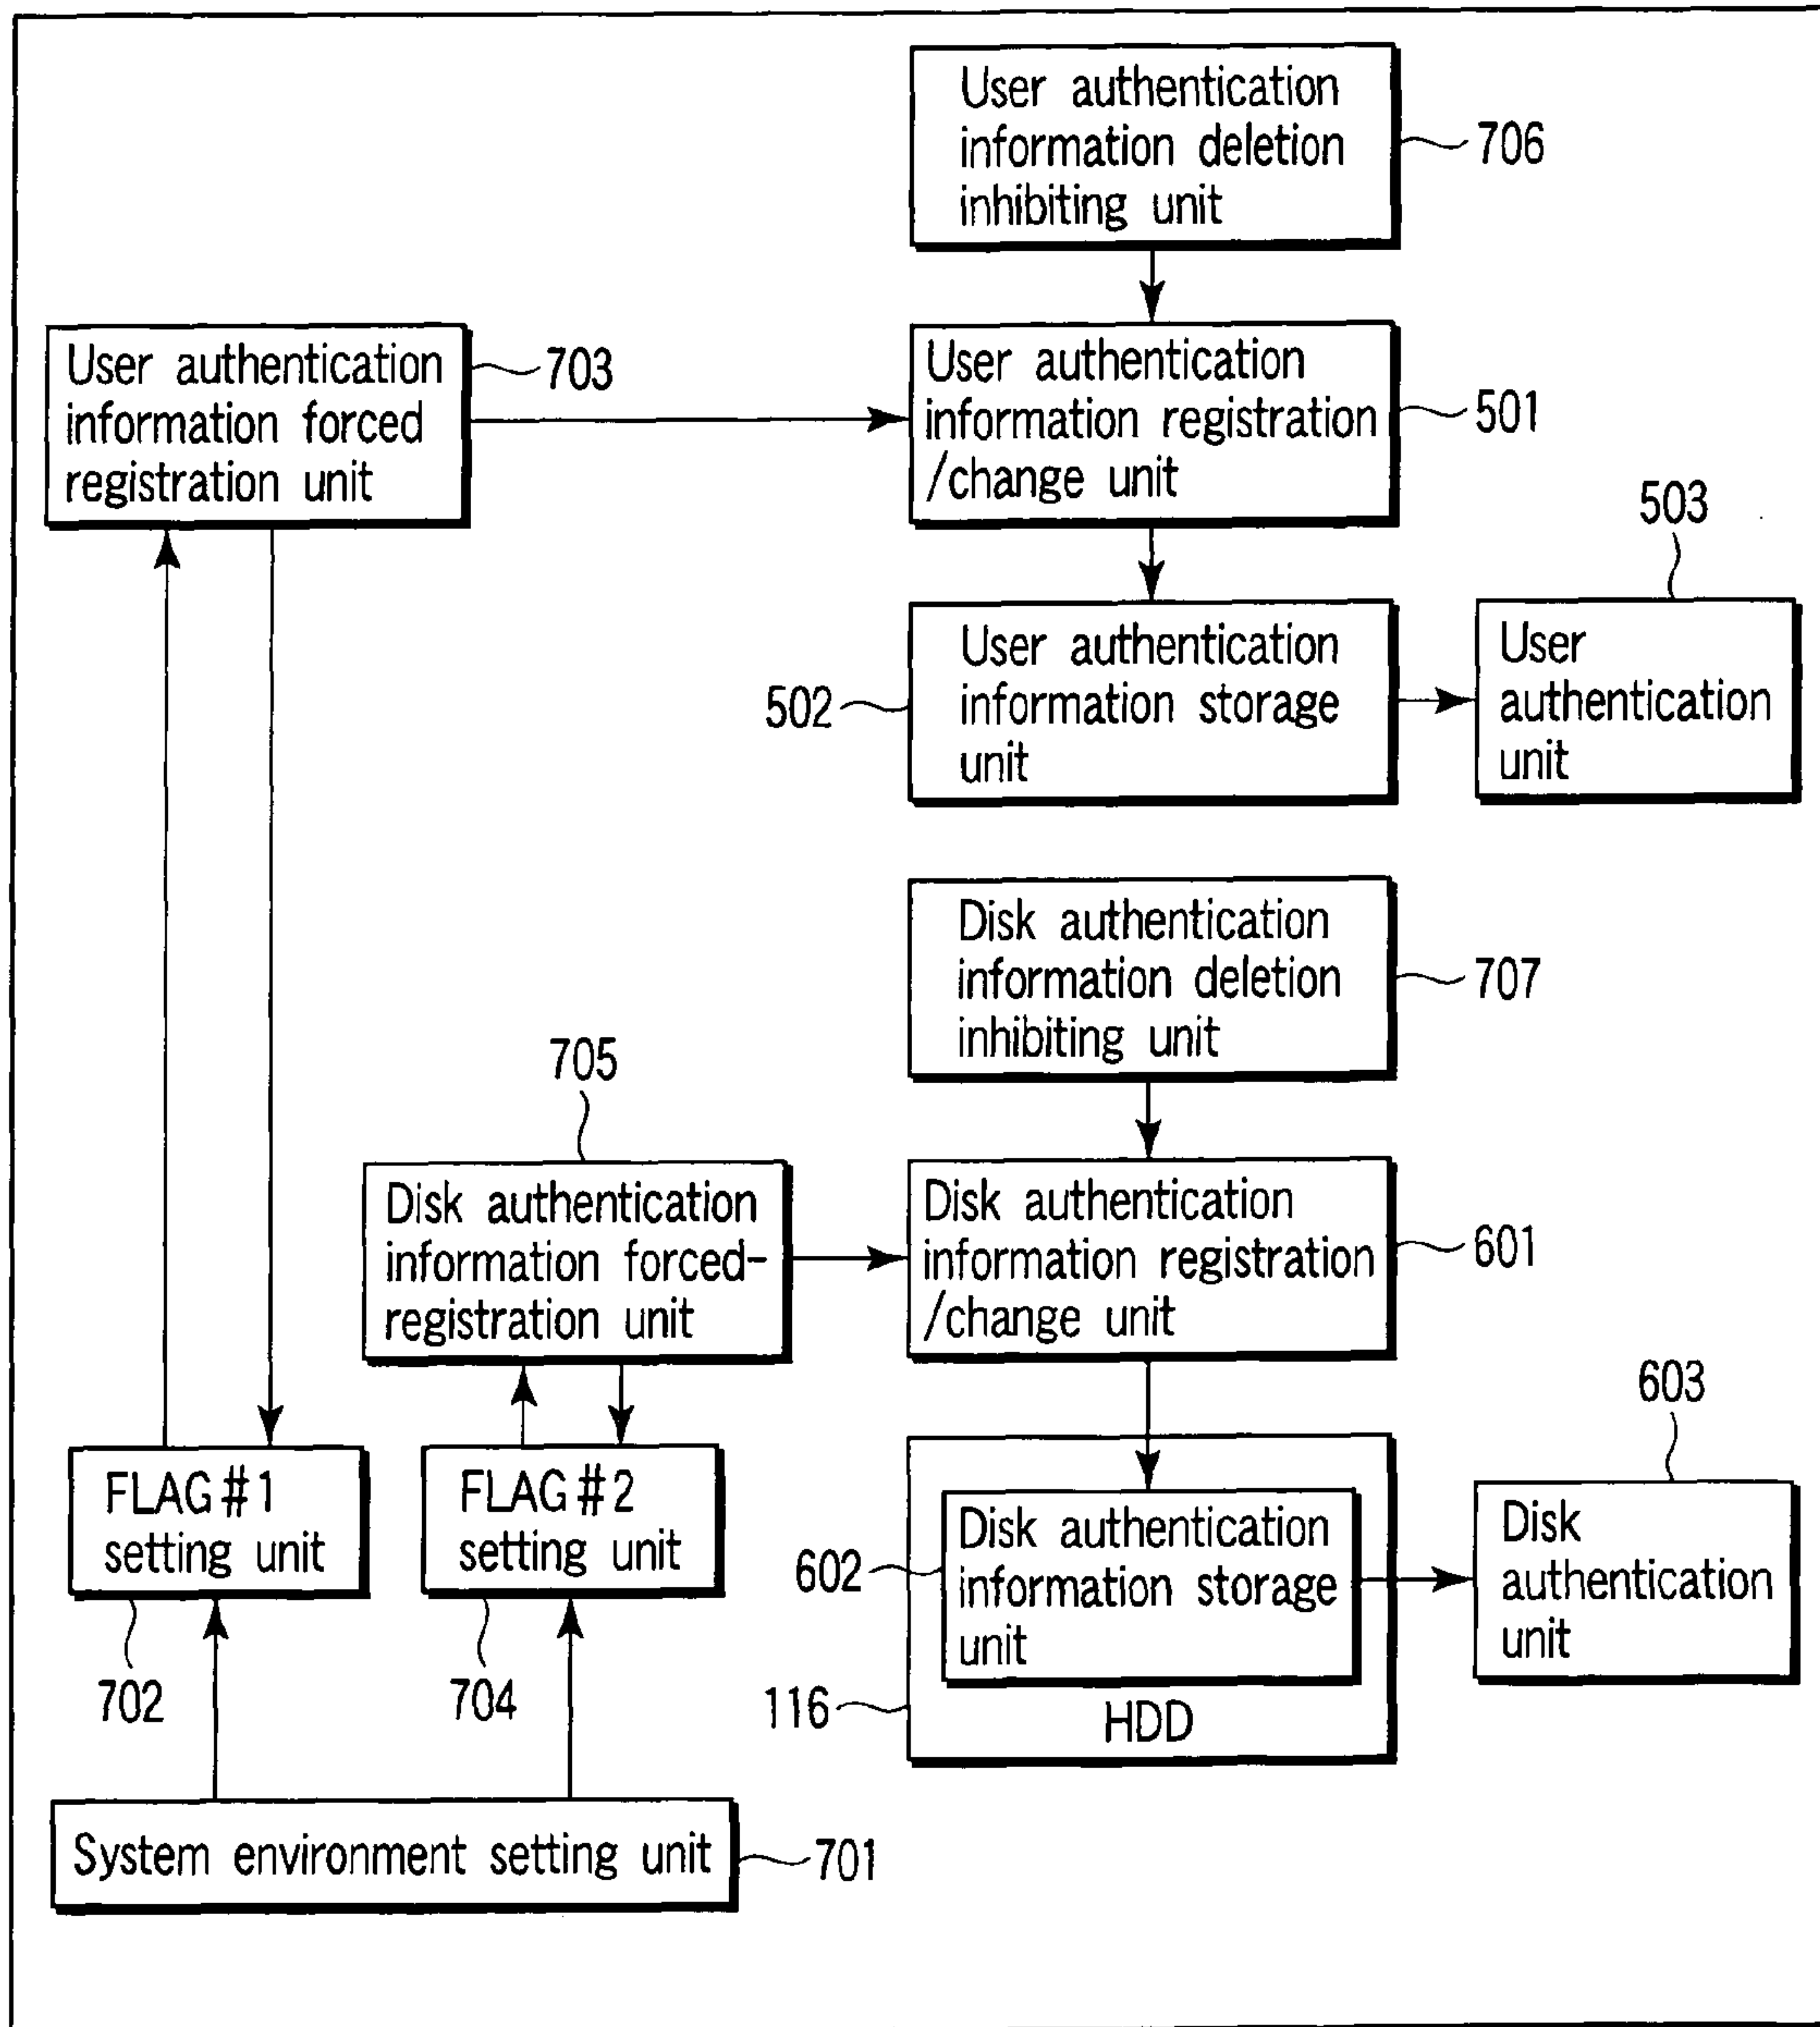 User authentication
information deletion
inhibiting unit
706
User authentication
information forced
registration unit
703
User authentication
information registration
/change unit
501
503
User authentication
information storage
unit
502
User
authentication
unit
Disk authentication
information deletion
inhibiting unit
707
705
Disk authentication
information forced-
registration unit
Disk authentication
information registration
/change unit
601
603
FLAG #1
setting unit
702
FLAG #2
setting unit
704
Disk authentication
information storage
unit
602
HDD
116
Disk
authentication
unit
System environment setting unit
701